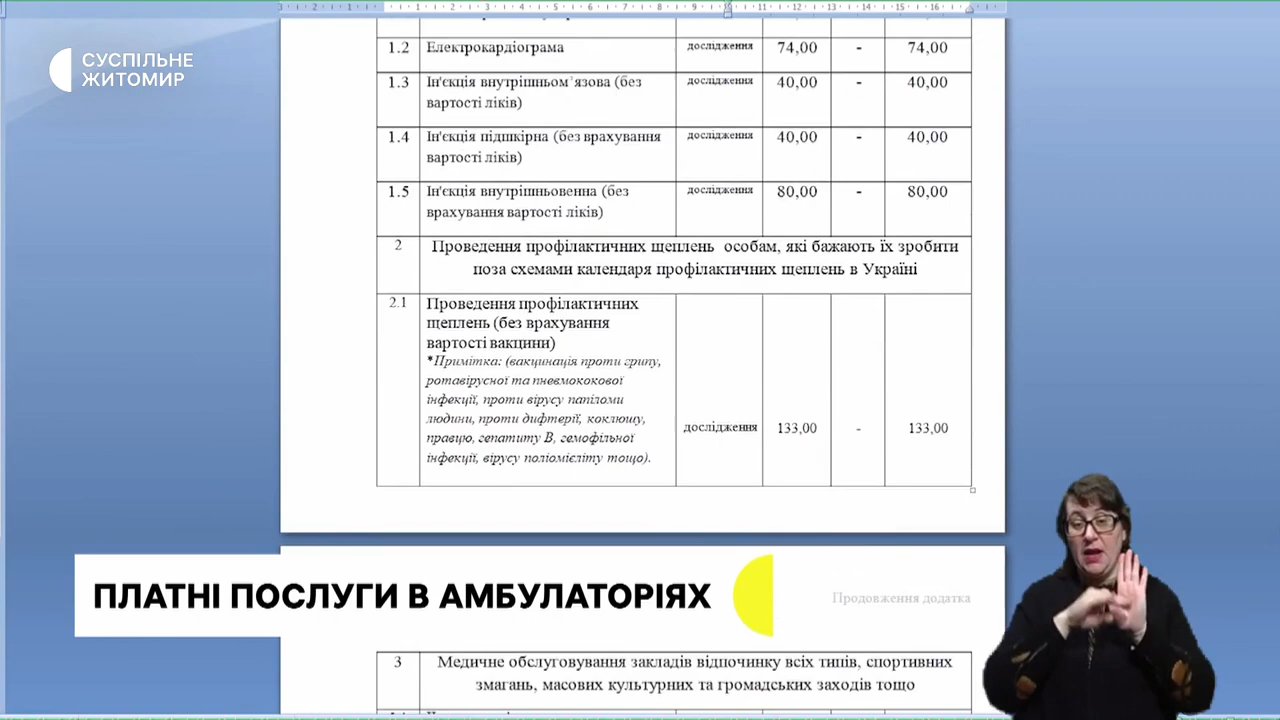 СУСПІЛЬНЕ
ЖИТОМИР
1.2 Електрокардіограма дослідження 74,00 - 74,00
1.3 Ін'єкція внутрішньом'язова (без вартості ліків) дослідження 40,00 - 40,00
1.4 Ін'єкція підшкірна (без врахування вартості ліків) дослідження 40,00 - 40,00
1.5 Ін'єкція внутрішньовенна (без врахування вартості ліків) дослідження 80,00 - 80,00
2 Проведення профілактичних щеплень особам, які бажають їх зробити
поза схемами календаря профілактичних щеплень в Україні
2.1 Проведення профілактичних
щеплень (без врахування
вартості вакцини)
*Примітка: (вакцинація проти грипу,
ротавірусної та пневмококової
інфекції, проти вірусу папіломи
людини, проти дифтерії, коклюшу,
правцю, гепатиту В, гемофільної
інфекції, вірусу поліомієліту тощо).
дослідження 133,00 - 133,00
ПЛАТНІ ПОСЛУГИ В АМБУЛАТОРІЯХ
Продовження додатка
3 Медичне обслуговування закладів відпочинку всіх типів, спортивних
змагань, масових культурних та громадських заходів тощо